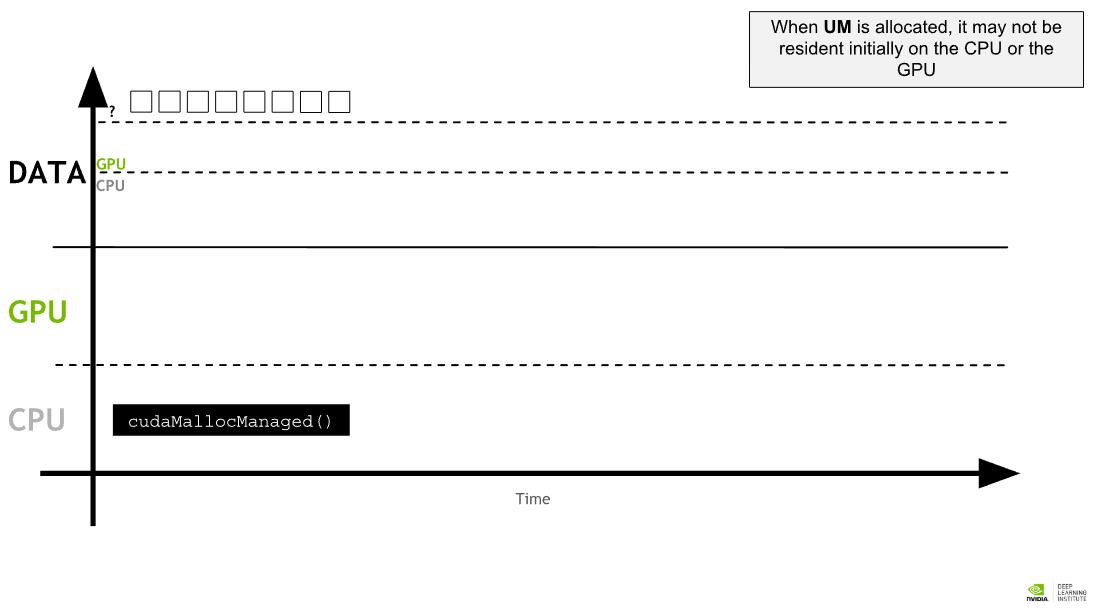 When UM is allocated, it may not be
resident initially on the CPU or the
GPU
?
DATA
GPU
CPU
GPU
CPU
cudaMallocManaged()
Time
NVIDIA
DEEP
LEARNING
INSTITUTE